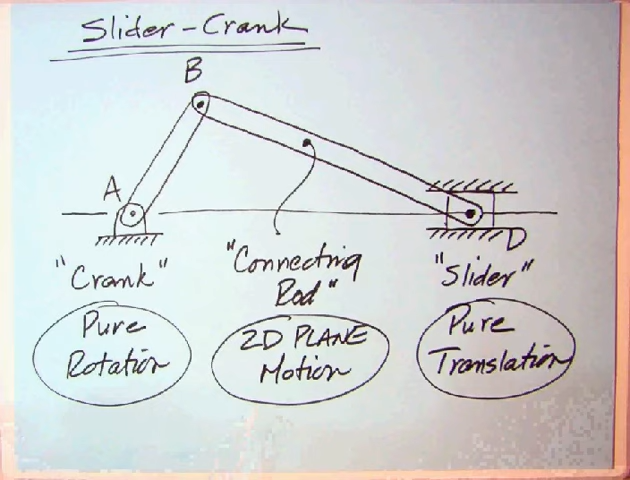 Slider-Crank
B
A
D
"Crank"
"Connecting
Rod"
"Slider"
Pure
Rotation
2D PLANE
Motion
Pure
Translation